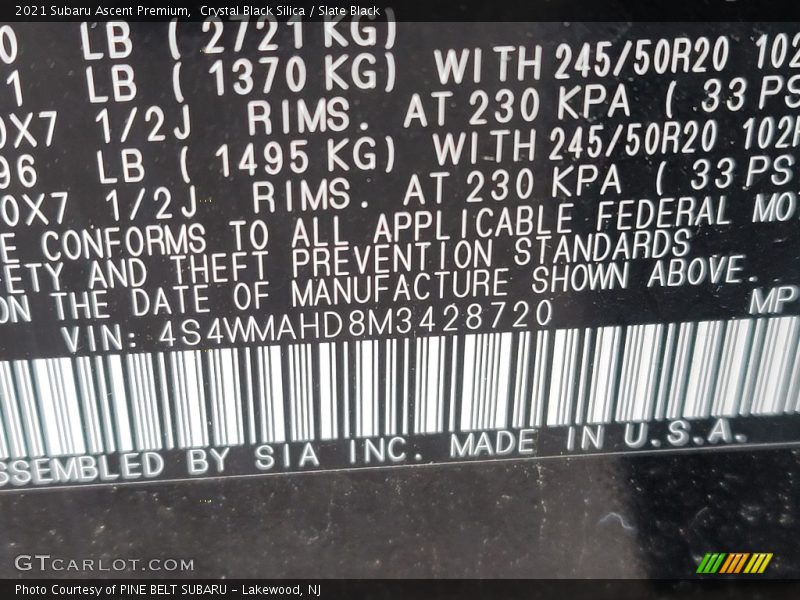 2021 Subaru Ascent Premium, Crystal Black Silica / Slate Black
0 LB ( 2721 KG)
1 LB ( 1370 KG) WITH 245/50R20 102
0X7 1/2J RIMS. AT 230 KPA ( 33 PS
96 LB ( 1495 KG) WITH 245/50R20 102
0X7 1/2J RIMS. AT 230 KPA ( 33 PS
E CONFORMS TO ALL APPLICABLE FEDERAL MO
ETY AND THEFT PREVENTION STANDARDS
ON THE DATE OF MANUFACTURE SHOWN ABOVE.
VIN: 4S4WMAHD8M3428720 MP
SSEMBLED BY SIA INC. MADE IN U.S.A.
GTCARLOT.COM
Photo Courtesy of PINE BELT SUBARU – Lakewood, NJ